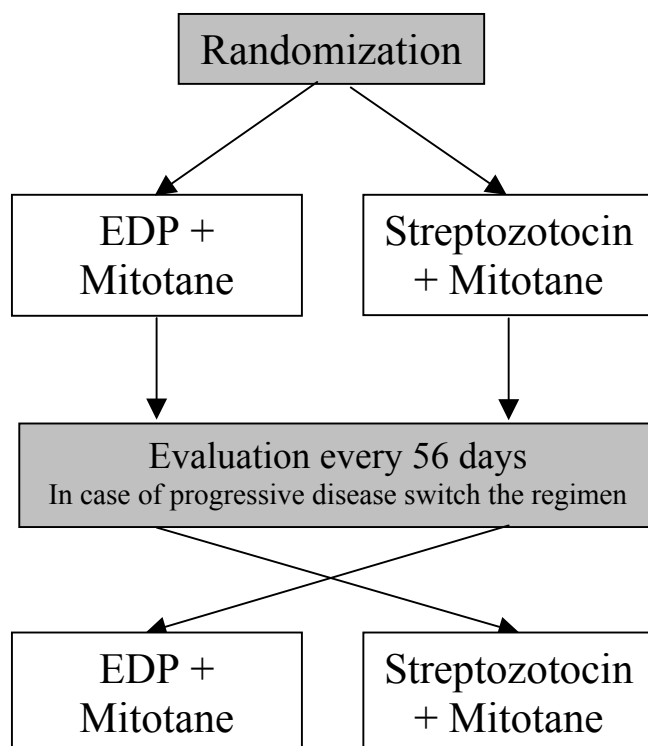 Randomization
EDP +
Mitotane
Streptozotocin
+ Mitotane
Evaluation every 56 days
In case of progressive disease switch the regimen
EDP +
Mitotane
Streptozotocin
+ Mitotane